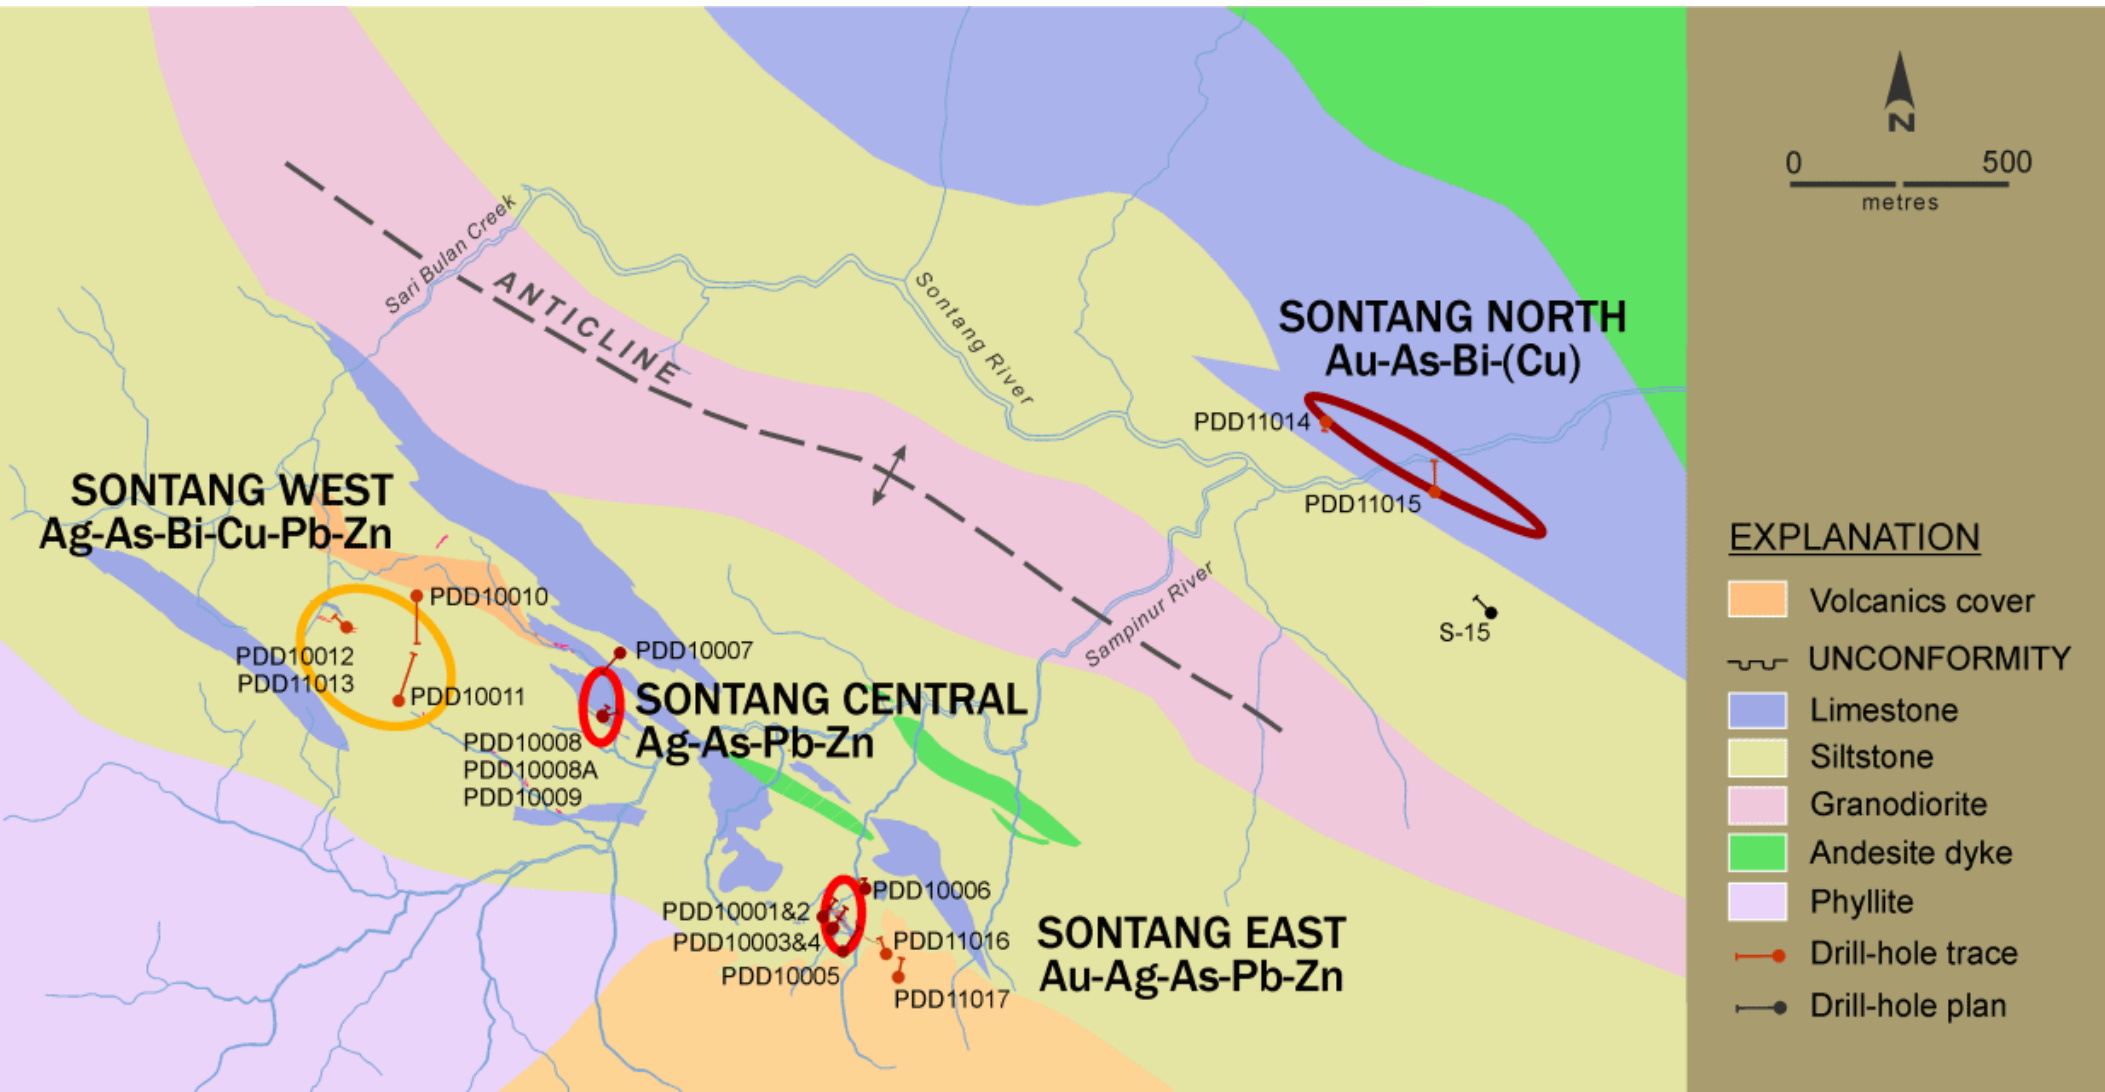 N
0 500
metres
Sari Bulan Creek
ANTICLINE
Sontang River
SONTANG NORTH
Au-As-Bi-(Cu)
PDD11014
PDD11015
SONTANG WEST
Ag-As-Bi-Cu-Pb-Zn
PDD10010
PDD10012
PDD11013
PDD10011
PDD10007
SONTANG CENTRAL
Ag-As-Pb-Zn
PDD10008
PDD10008A
PDD10009
Sampinur River
S-15
PDD10006
PDD10001&2
PDD10003&4
PDD10005
PDD11016
PDD11017
SONTANG EAST
Au-Ag-As-Pb-Zn
EXPLANATION
Volcanics cover
UNCONFORMITY
Limestone
Siltstone
Granodiorite
Andesite dyke
Phyllite
Drill-hole trace
Drill-hole plan